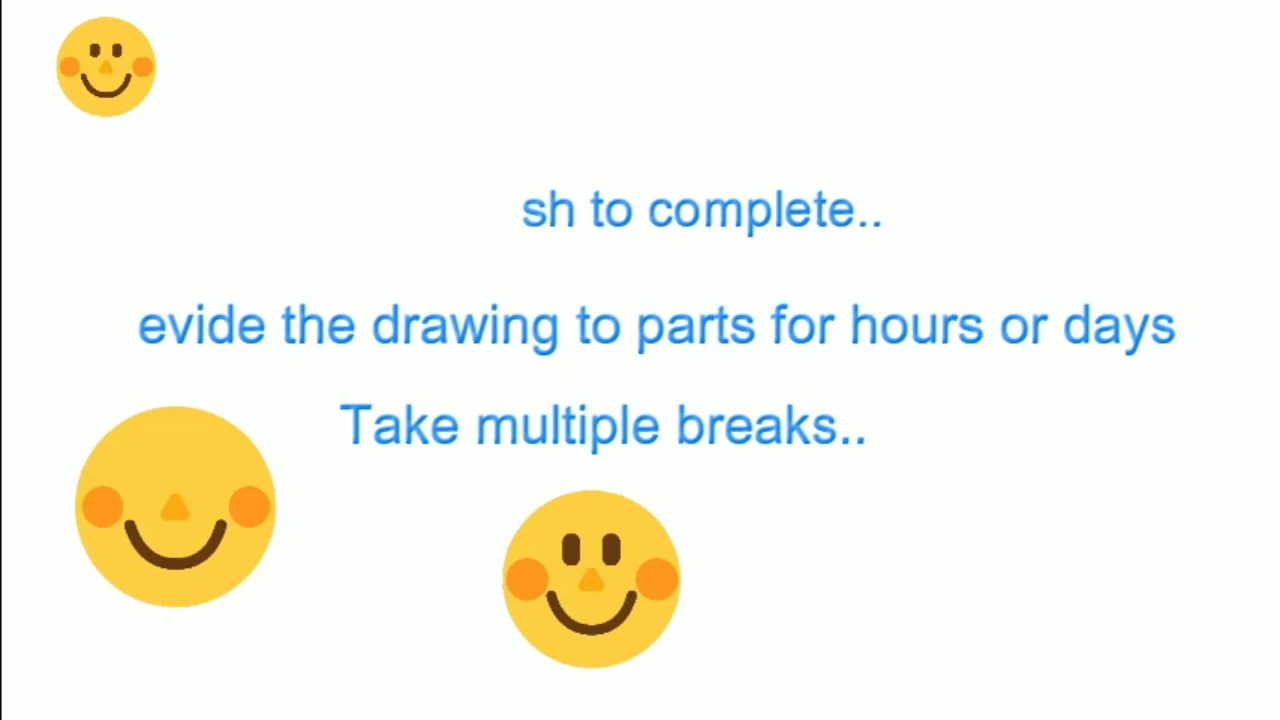 sh to complete..
evide the drawing to parts for hours or days
Take multiple breaks..